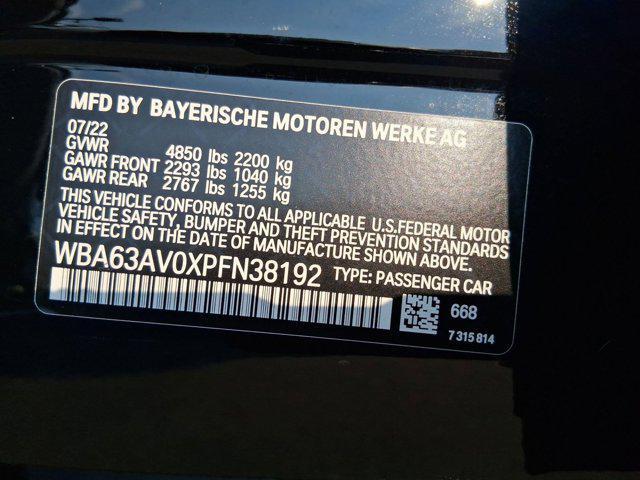 MFD BY BAYERISCHE MOTOREN WERKE AG
07/22
GVWR 4850 lbs 2200 kg
GAWR FRONT 2293 lbs 1040 kg
GAWR REAR 2767 lbs 1255 kg
THIS VEHICLE CONFORMS TO ALL APPLICABLE U.S.FEDERAL MOTOR
VEHICLE SAFETY, BUMPER AND THEFT PREVENTION STANDARDS
IN EFFECT ON THE DATE OF MANUFACTURE SHOWN ABOVE.
WBA63AV0XPFN38192 TYPE: PASSENGER CAR
668
7 315 814